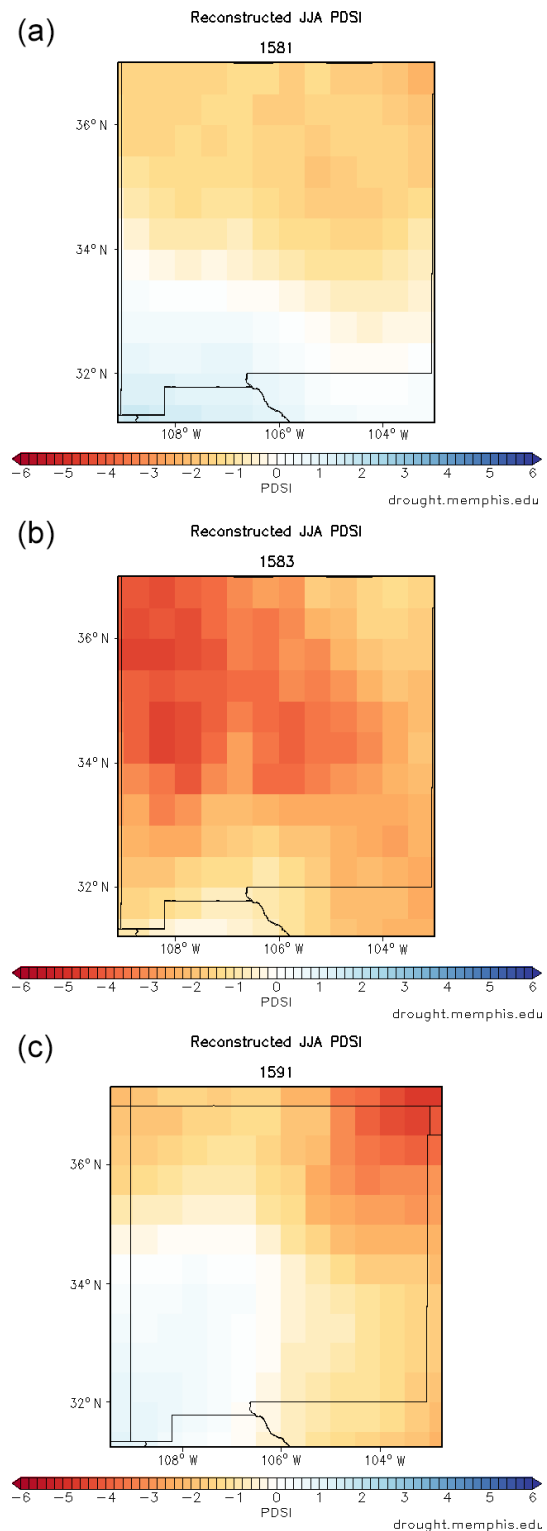 (a)
Reconstructed JJA PDSI
1581
36° N
34° N
32° N
108° W 106° W 104° W
−6 −5 −4 −3 −2 −1 0 1 2 3 4 5 6
PDSI
drought.memphis.edu
(b)
Reconstructed JJA PDSI
1583
36° N
34° N
32° N
108° W 106° W 104° W
−6 −5 −4 −3 −2 −1 0 1 2 3 4 5 6
PDSI
drought.memphis.edu
(c)
Reconstructed JJA PDSI
1591
36° N
34° N
32° N
108° W 106° W 104° W
−6 −5 −4 −3 −2 −1 0 1 2 3 4 5 6
PDSI
drought.memphis.edu